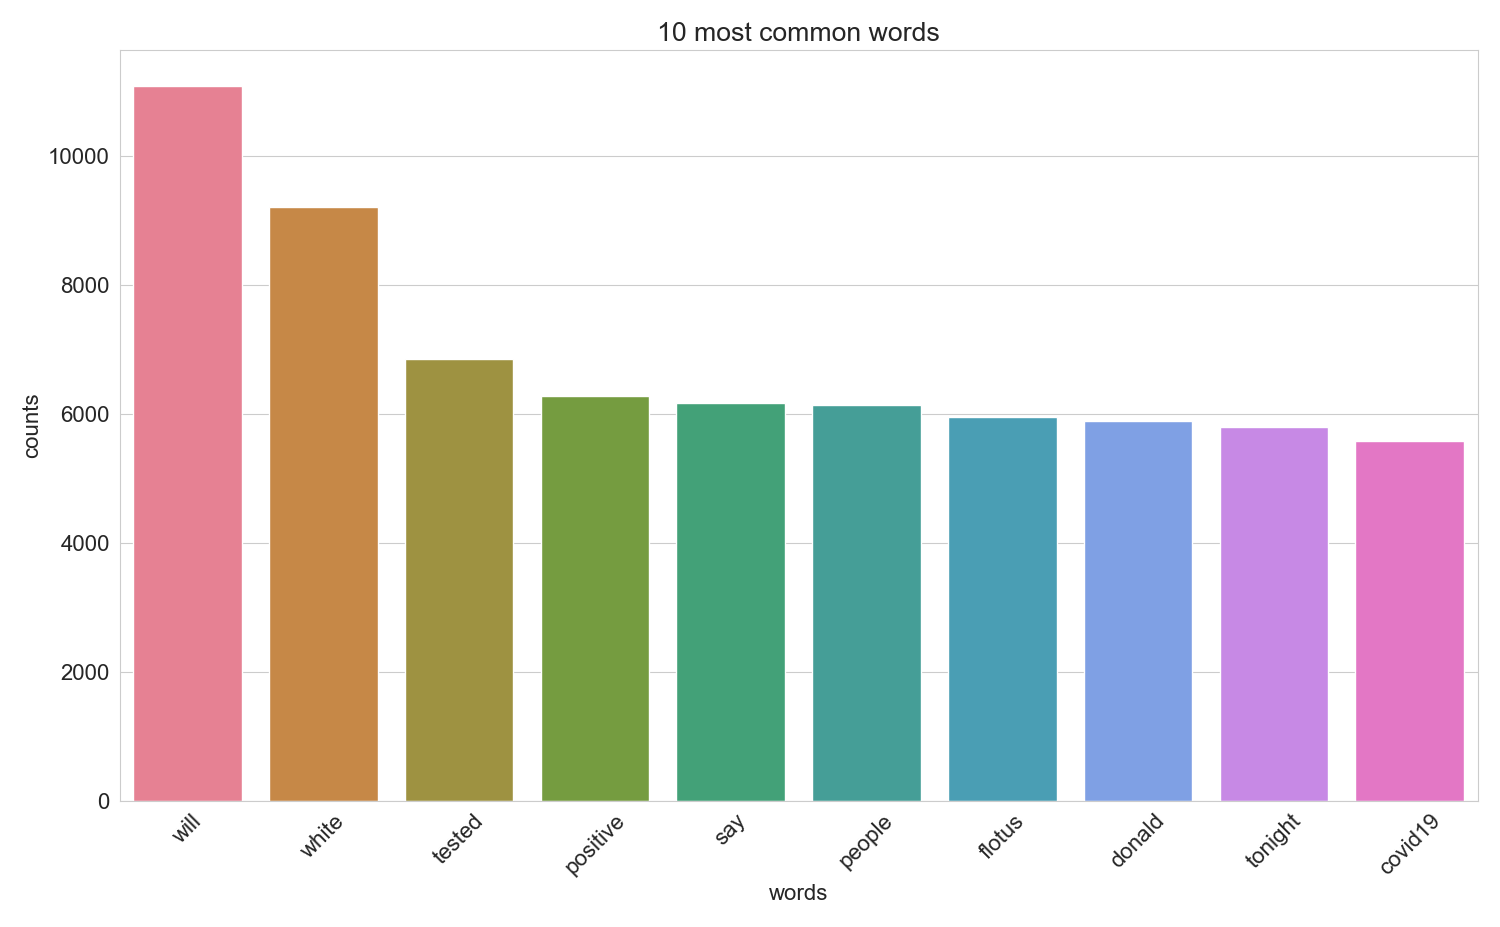 10 most common words
10000
8000
6000
4000
2000
0
counts
will
white
tested
positive
say
people
flotus
donald
tonight
covid19
words